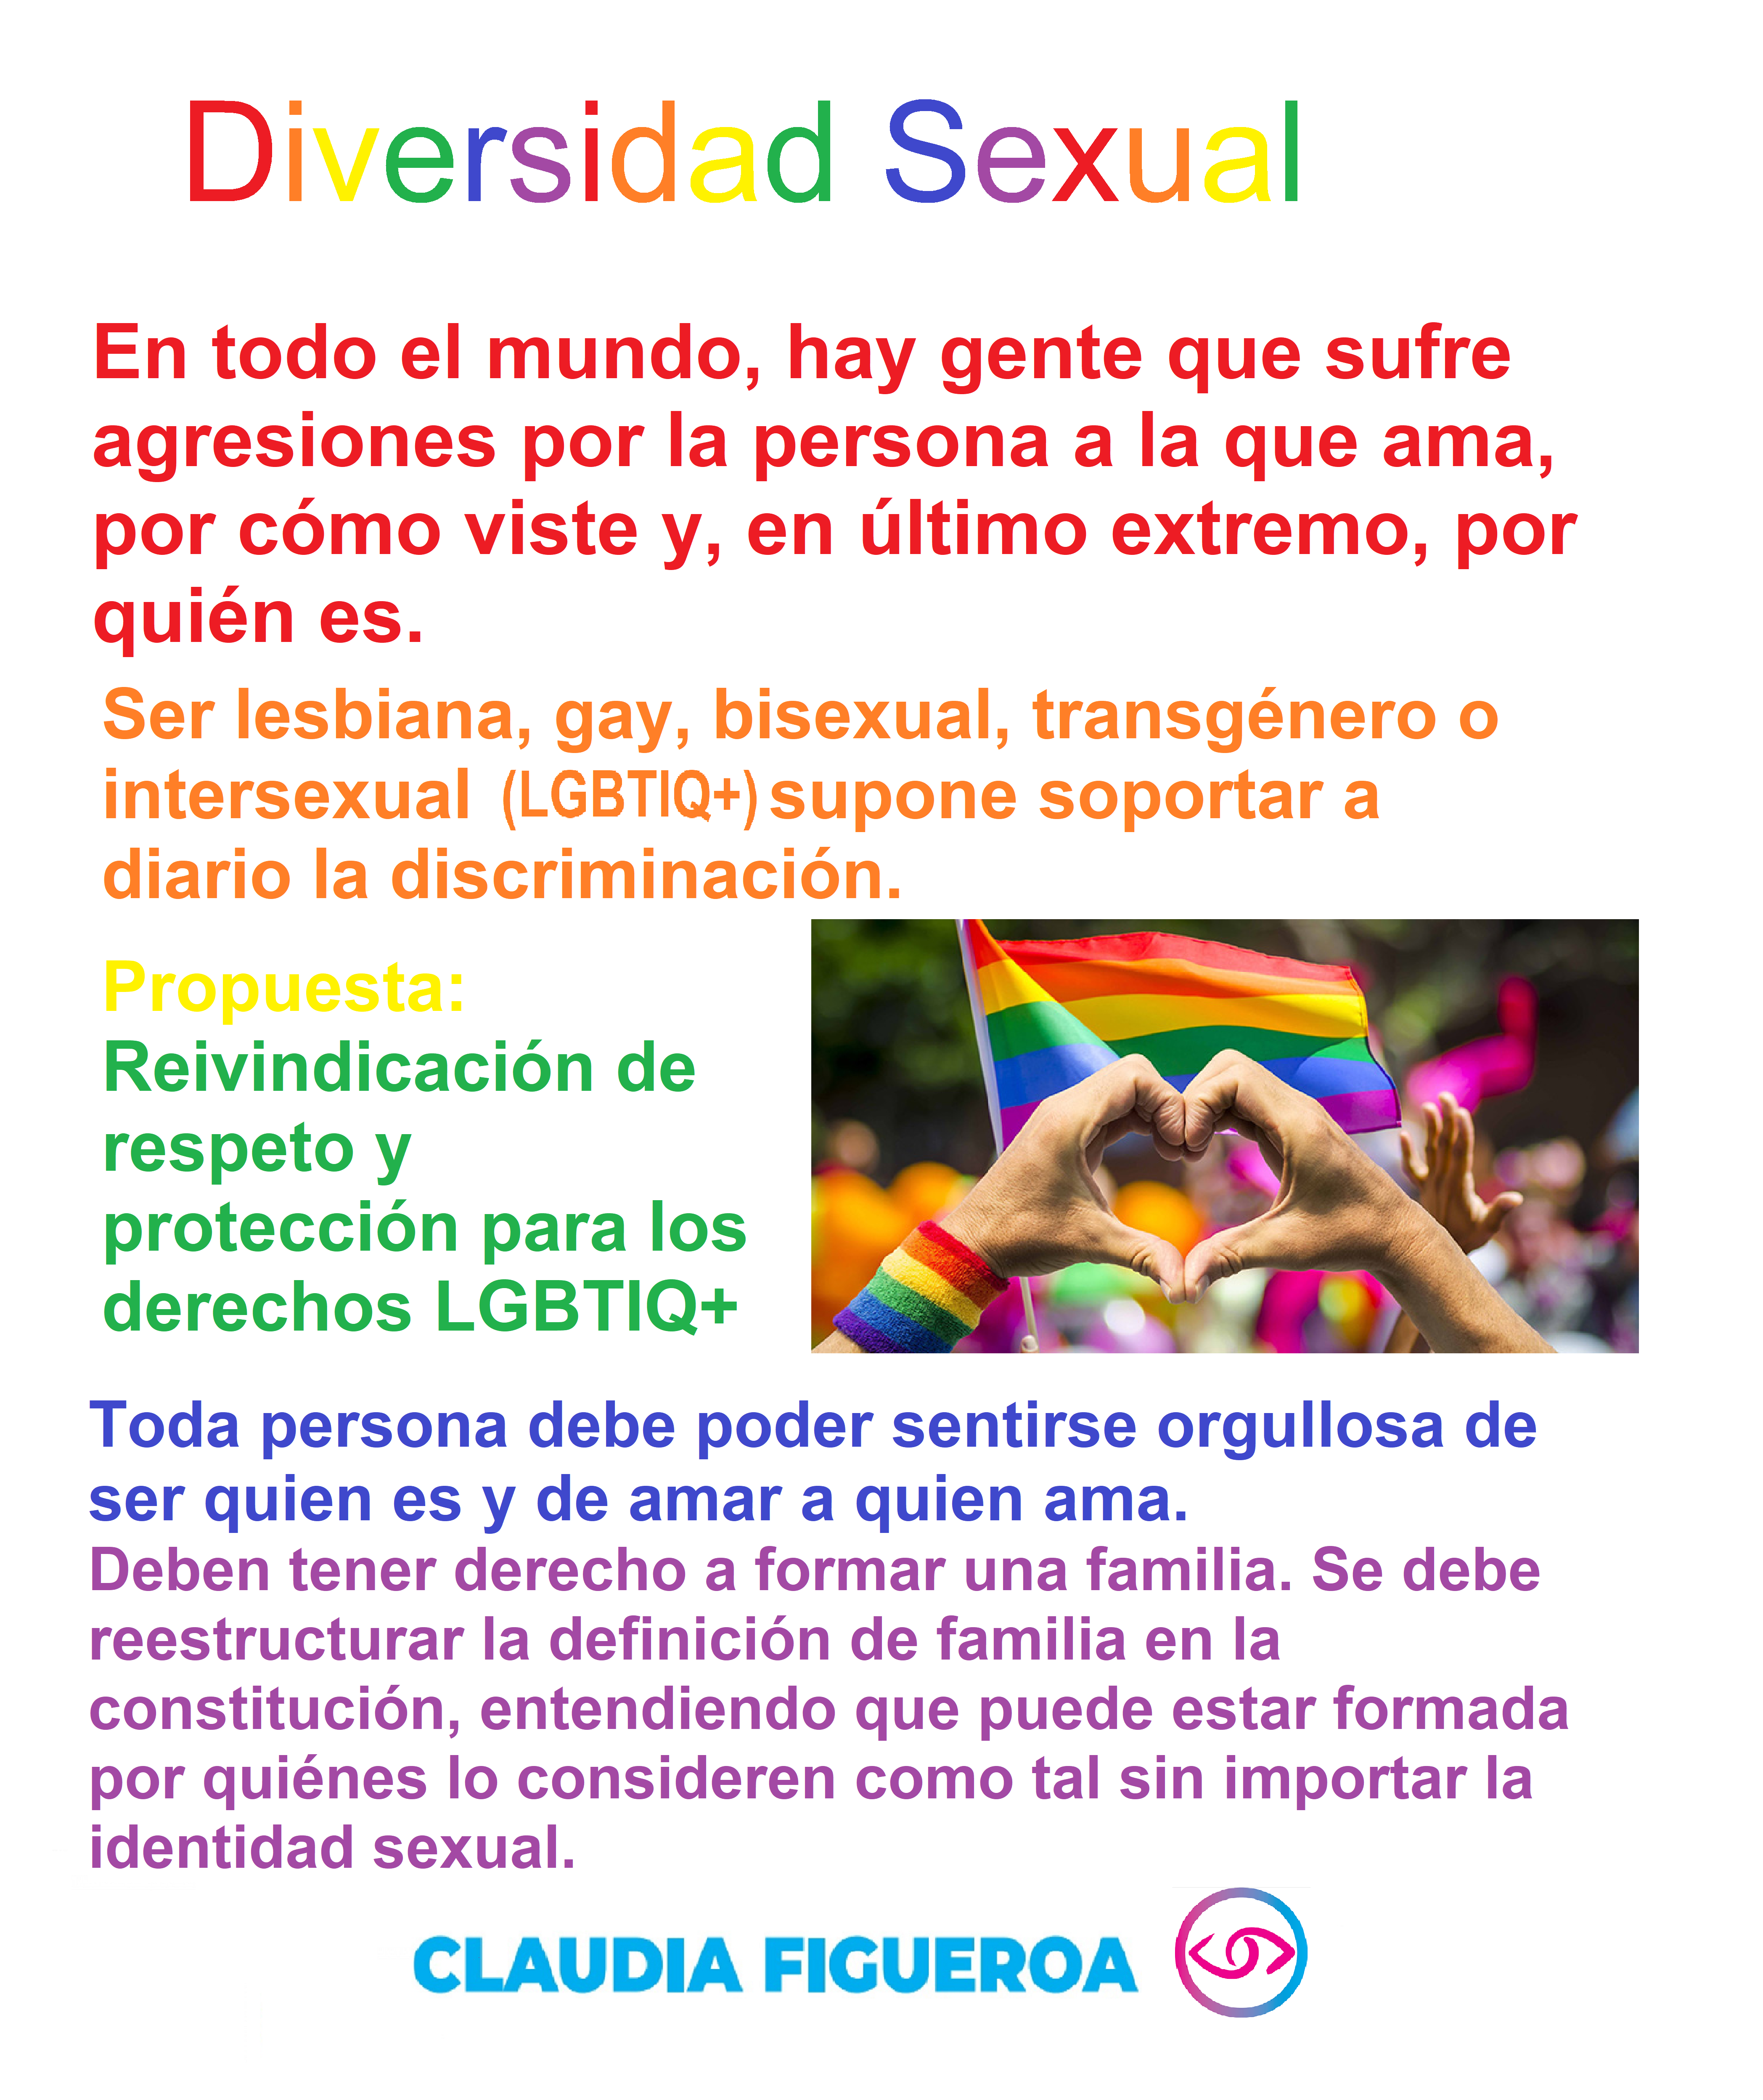 Diversidad Sexual
En todo el mundo, hay gente que sufre
agresiones por la persona a la que ama,
por cómo viste y, en último extremo, por
quién es.
Ser lesbiana, gay, bisexual, transgénero o
intersexual (LGBTIQ+) supone soportar a
diario la discriminación.
Propuesta:
Reivindicación de
respeto y
protección para los
derechos LGBTIQ+
Toda persona debe poder sentirse orgullosa de
ser quien es y de amar a quien ama.
Deben tener derecho a formar una familia. Se debe
reestructurar la definición de familia en la
constitución, entendiendo que puede estar formada
por quiénes lo consideren como tal sin importar la
identidad sexual.
CLAUDIA FIGUEROA